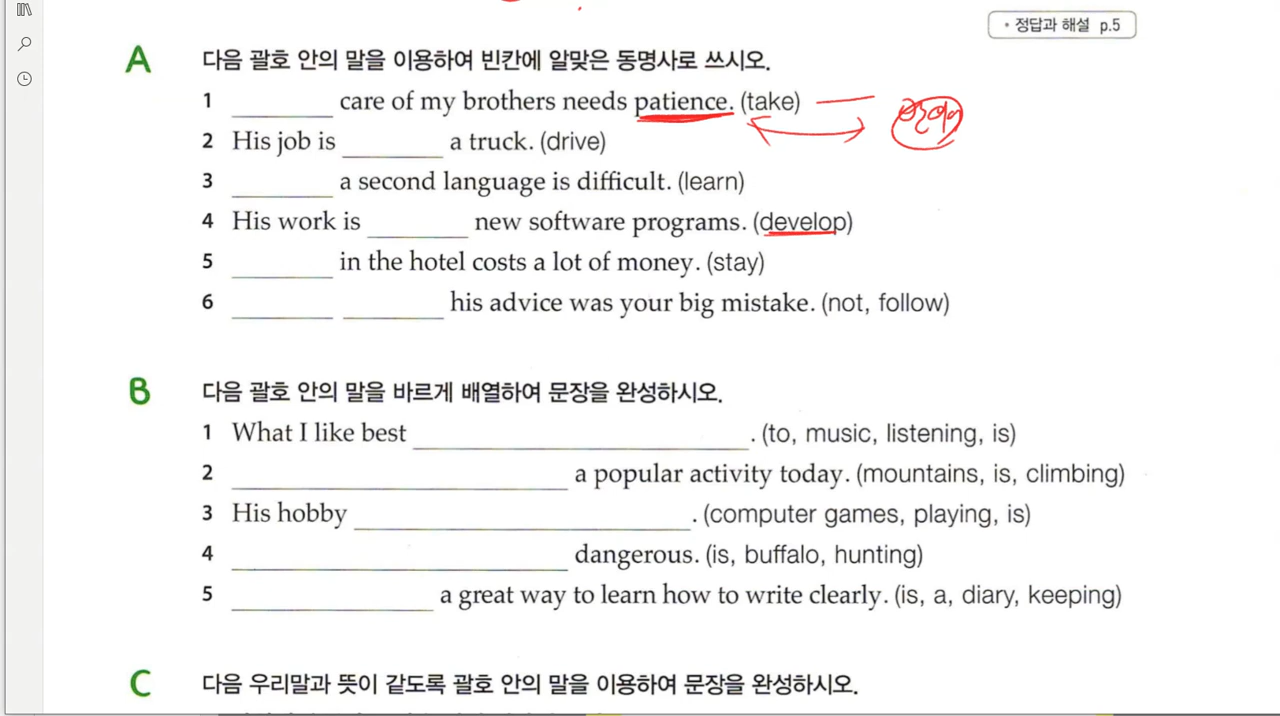 • 정답과 해설 p.5
A 다음 괄호 안의 말을 이용하여 빈칸에 알맞은 동명사로 쓰시오.
1 ________ care of my brothers needs patience. (take)
2 His job is ________ a truck. (drive)
3 ________ a second language is difficult. (learn)
4 His work is ________ new software programs. (develop)
5 ________ in the hotel costs a lot of money. (stay)
6 ________ ________ his advice was your big mistake. (not, follow)
B 다음 괄호 안의 말을 바르게 배열하여 문장을 완성하시오.
1 What I like best ________________. (to, music, listening, is)
2 ________________ a popular activity today. (mountains, is, climbing)
3 His hobby ________________. (computer games, playing, is)
4 ________________ dangerous. (is, buffalo, hunting)
5 ________________ a great way to learn how to write clearly. (is, a, diary, keeping)
C 다음 우리말과 뜻이 같도록 괄호 안의 말을 이용하여 문장을 완성하시오.